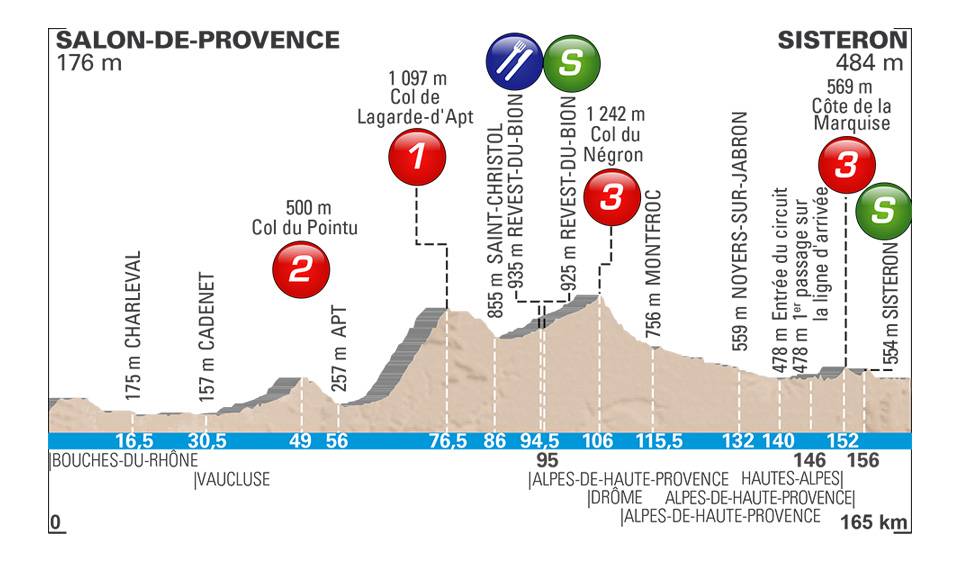 SALON-DE-PROVENCE
176 m
SISTERON
484 m
1 097 m
Col de
Lagarde-d'Apt
1
500 m
Col du Pointu
2
S
1 242 m
Col du
Négron
3
569 m
Côte de la
Marquise
3
S
175 m CHARLEVAL
157 m CADENET
257 m APT
855 m SAINT-CHRISTOL
935 m REVEST-DU-BION
925 m REVEST-DU-BION
756 m MONTFROC
559 m NOYERS-SUR-JABRON
478 m Entrée du circuit
478 m 1er passage sur
la ligne d'arrivée
554 m SISTERON
16,5 30,5 49 56 76,5 86 94,5 106 115,5 132 140 152
95 146 156
BOUCHES-DU-RHÔNE
VAUCLUSE
ALPES-DE-HAUTE-PROVENCE
HAUTES-ALPES
DRÔME
ALPES-DE-HAUTE-PROVENCE
ALPES-DE-HAUTE-PROVENCE
0
165 km